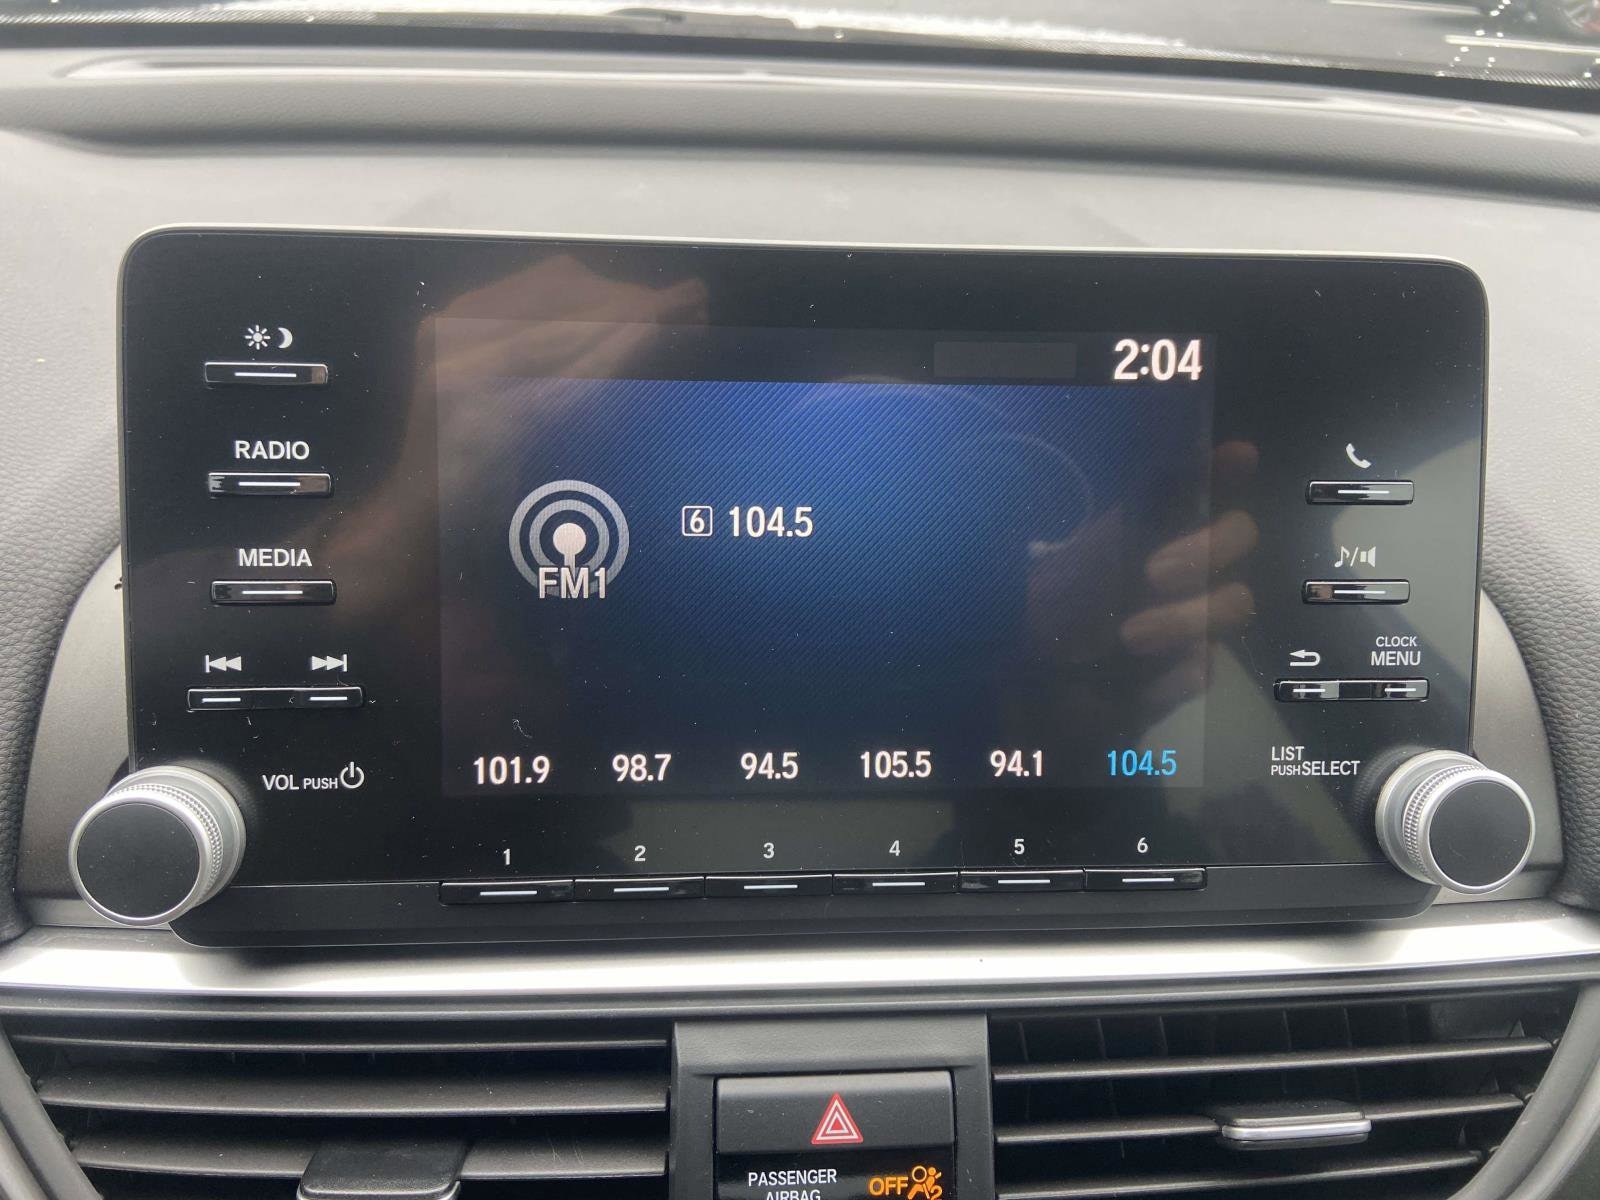 2:04
RADIO
6 104.5
MEDIA
FM1
CLOCK
MENU
101.9 98.7 94.5 105.5 94.1 104.5
LIST
PUSH SELECT
VOL PUSH
1 2 3 4 5 6
PASSENGER
AIRBAG
OFF